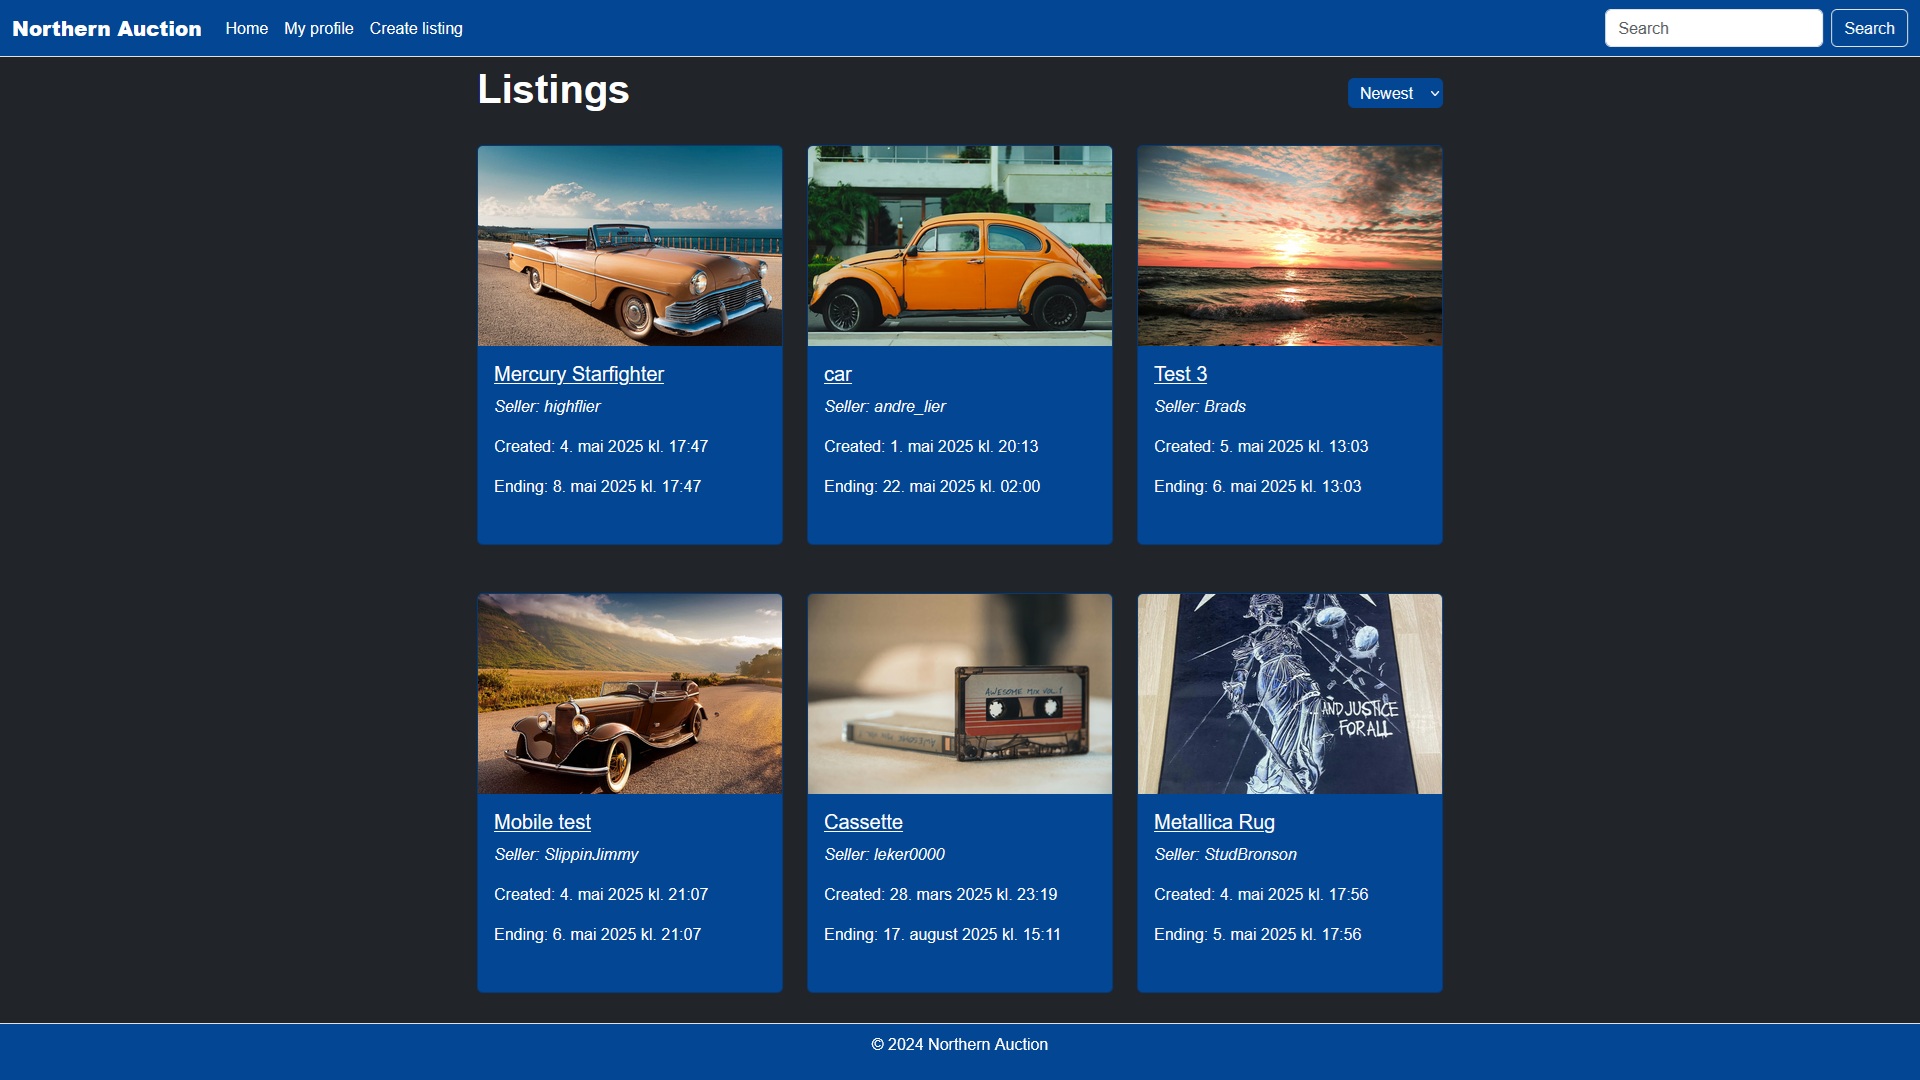 Northern Auction Home My profile Create listing Search Search
Listings
Newest
Mercury Starfighter
Seller: highflier
Created: 4. mai 2025 kl. 17:47
Ending: 8. mai 2025 kl. 17:47
car
Seller: andre_lier
Created: 1. mai 2025 kl. 20:13
Ending: 22. mai 2025 kl. 02:00
Test 3
Seller: Brads
Created: 5. mai 2025 kl. 13:03
Ending: 6. mai 2025 kl. 13:03
Mobile test
Seller: SlippinJimmy
Created: 4. mai 2025 kl. 21:07
Ending: 6. mai 2025 kl. 21:07
AWESOME MIX VOL. 1
Cassette
Seller: leker0000
Created: 28. mars 2025 kl. 23:19
Ending: 17. august 2025 kl. 15:11
...AND JUSTICE
FOR ALL
Metallica Rug
Seller: StudBronson
Created: 4. mai 2025 kl. 17:56
Ending: 5. mai 2025 kl. 17:56
© 2024 Northern Auction